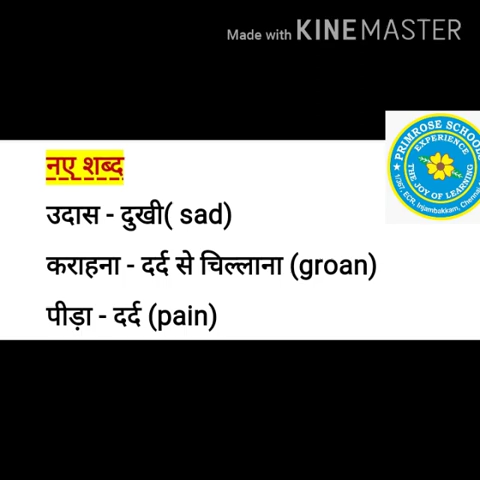 Made with KINEMASTER
PRIMROSE SCHOOLS
EXPERIENCE
THE JOY OF LEARNING
नए शब्द
उदास - दुखी( sad)
कराहना - दर्द से चिल्लाना (groan)
पीड़ा - दर्द (pain)